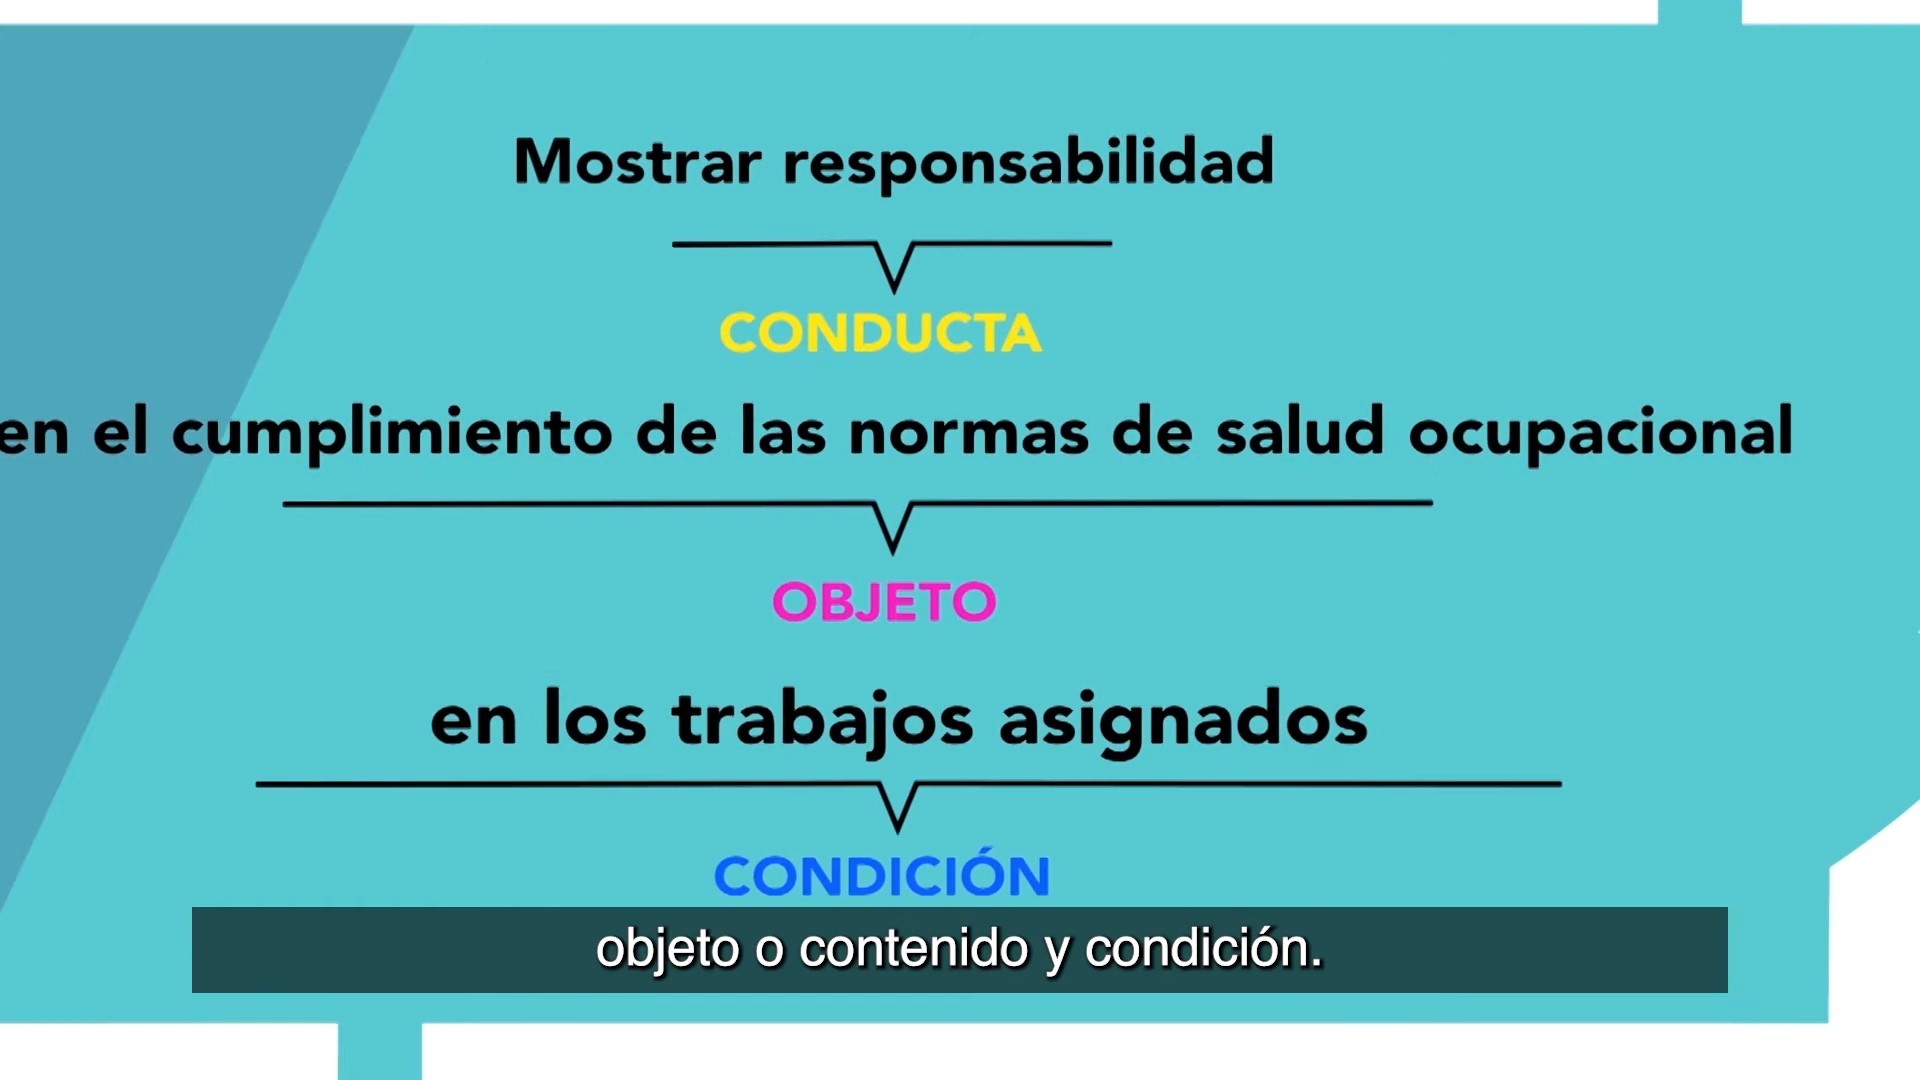 Mostrar responsabilidad
CONDUCTA
en el cumplimiento de las normas de salud ocupacional
OBJETO
en los trabajos asignados
CONDICIÓN
objeto o contenido y condición.